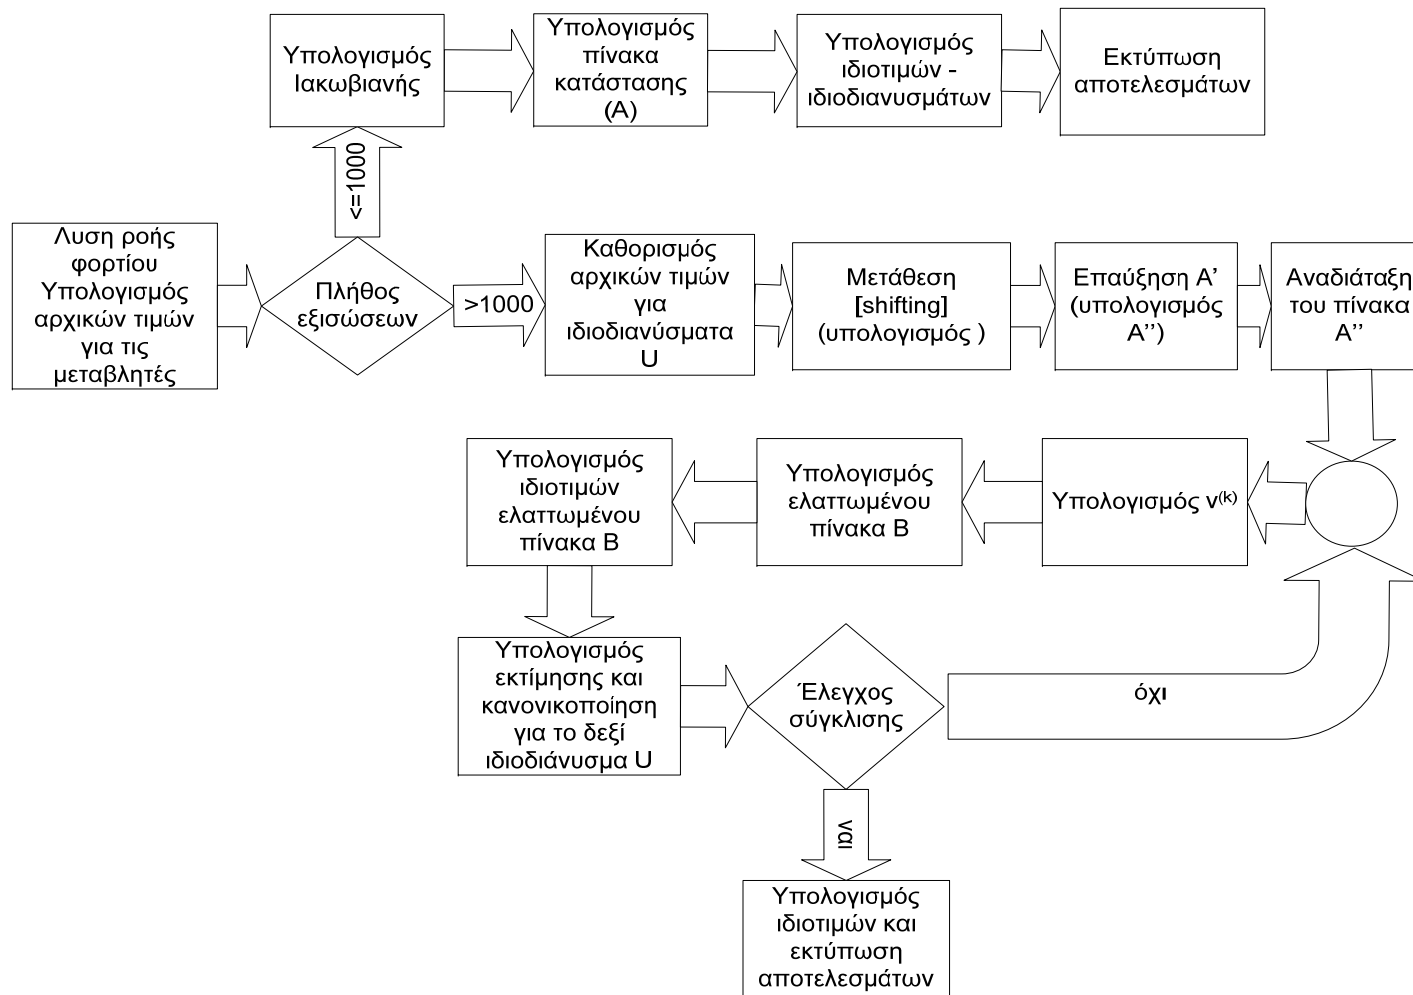 Υπολογισμός
Ιακωβιανής
Υπολογισμός
πίνακα
κατάστασης
(Α)
Υπολογισμός
ιδιοτιμών -
ιδιοδιανυσμάτων
Εκτύπωση
αποτελεσμάτων
<=1000
Λυση ροής
φορτίου
Υπολογισμός
αρχικών τιμών
για τις
μεταβλητές
Πλήθος
εξισώσεων
>1000
Καθορισμός
αρχικών τιμών
για
ιδιοδιανύσματα
U
Μετάθεση
[shifting]
(υπολογισμός )
Επαύξηση Α’
(υπολογισμός
Α’’)
Αναδιάταξη
του πίνακα
Α’’
Υπολογισμός
ιδιοτιμών
ελαττωμένου
πίνακα Β
Υπολογισμός
ελαττωμένου
πίνακα Β
Υπολογισμός v(k)
Υπολογισμός
εκτίμησης και
κανονικοποίηση
για το δεξί
ιδιοδιάνυσμα U
Έλεγχος
σύγκλισης
όχι
ναι
Υπολογισμός
ιδιοτιμών και
εκτύπωση
αποτελεσμάτων